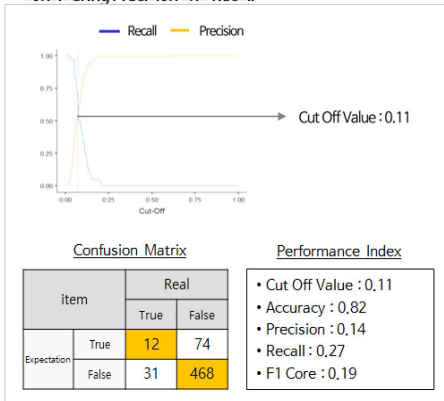 Recall Precision
1.00
0.75
0.50
0.25
0.00
0.00 0.25 0.50 0.75 1.00
Cut-Off
Cut Off Value : 0.11
Confusion Matrix
item Real
True False
Expectation True 12 74
False 31 468
Performance Index
• Cut Off Value : 0.11
• Accuracy : 0.82
• Precision : 0.14
• Recall : 0.27
• F1 Core : 0.19